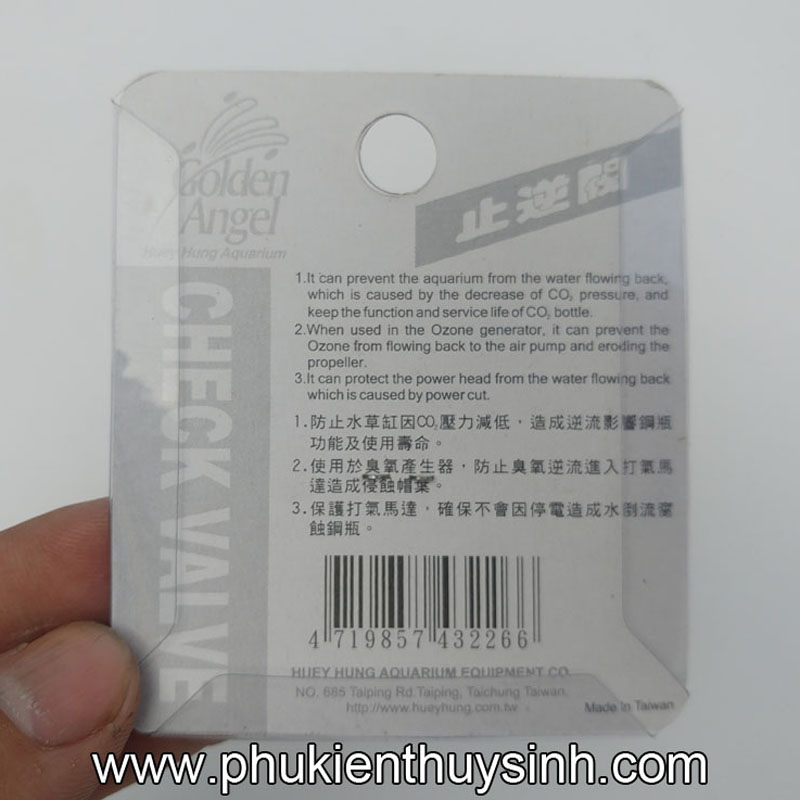 Golden
Angel
Huey Hung Aquarium
止逆閥
CHECK VALVE
1.It can prevent the aquarium from the water flowing back,
which is caused by the decrease of CO₂ pressure, and
keep the function and service life of CO₂ bottle.
2.When used in the Ozone generator, it can prevent the
Ozone from flowing back to the air pump and eroding the
propeller.
3.It can protect the power head from the water flowing back
which is caused by power cut.
1.防止水草缸因CO₂壓力減低，造成逆流影響鋼瓶
功能及使用壽命。
2.使用於臭氧產生器，防止臭氧逆流進入打氣馬
達造成侵蝕帽葉。
3.保護打氣馬達，確保不會因停電造成水倒流
蝕鋼瓶。
4 719857 432266
HUEY HUNG AQUARIUM EQUIPMENT CO.
NO. 685 Taiping Rd.Taiping, Taichung Taiwan.
http://www.hueyhung.com.tw
Made In Taiwan
www.phukienthuysinh.com